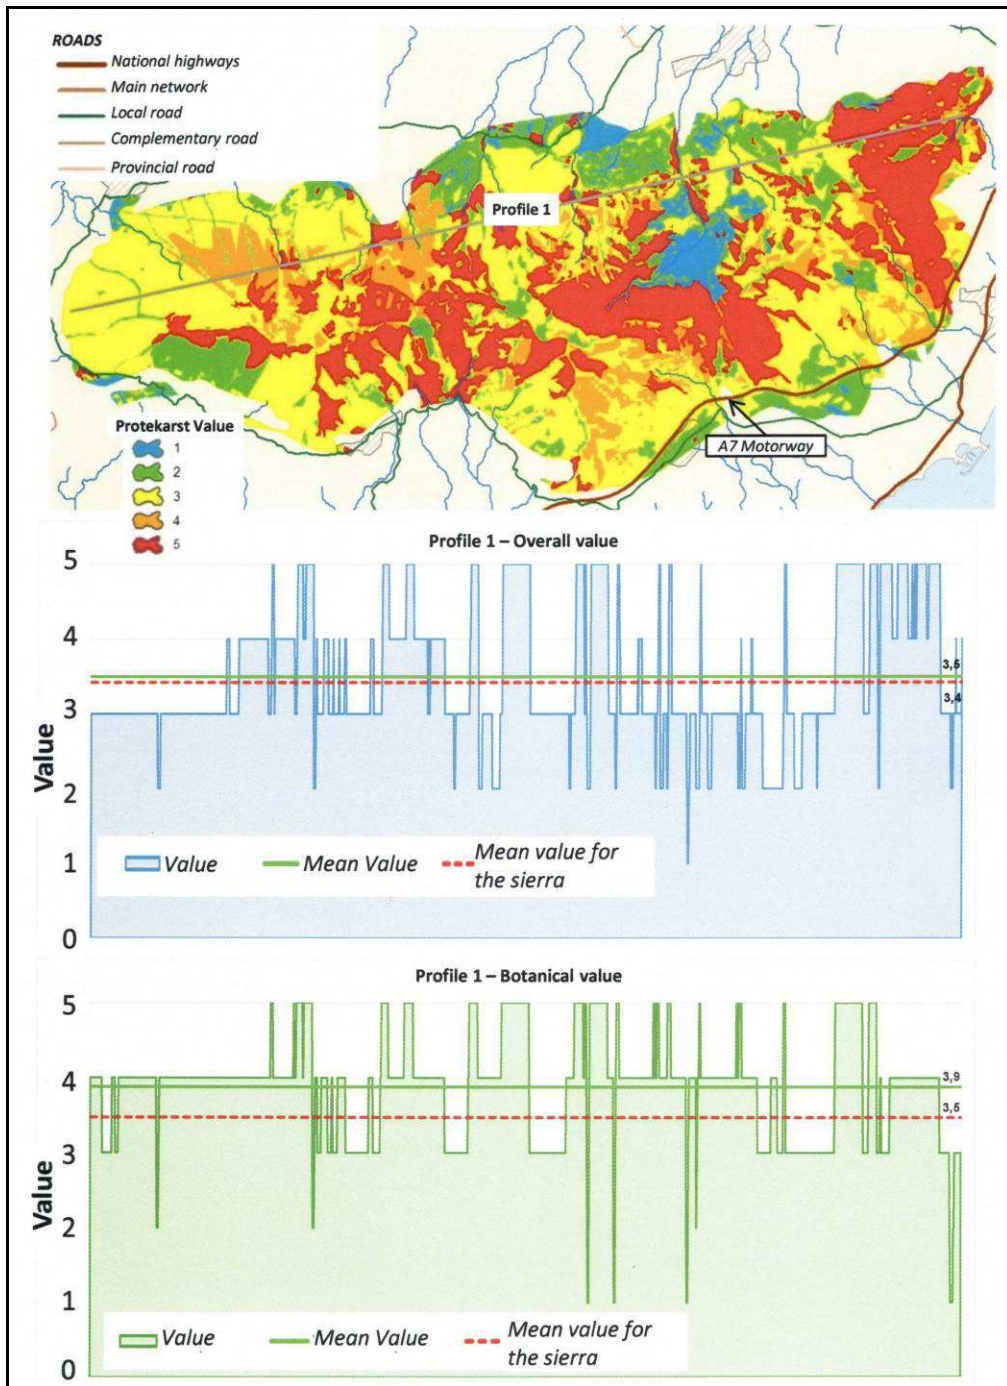 ROADS
National highways
Main network
Local road
Complementary road
Provincial road
Profile 1
A7 Motorway
Protekarst Value
1
2
3
4
5
Profile 1 – Overall value
5
4
3
2
1
0
Value
3,5
3,4
Value
Mean Value
Mean value for
the sierra
Profile 1 – Botanical value
5
4
3
2
1
0
Value
3,9
3,5
Value
Mean Value
Mean value for
the sierra